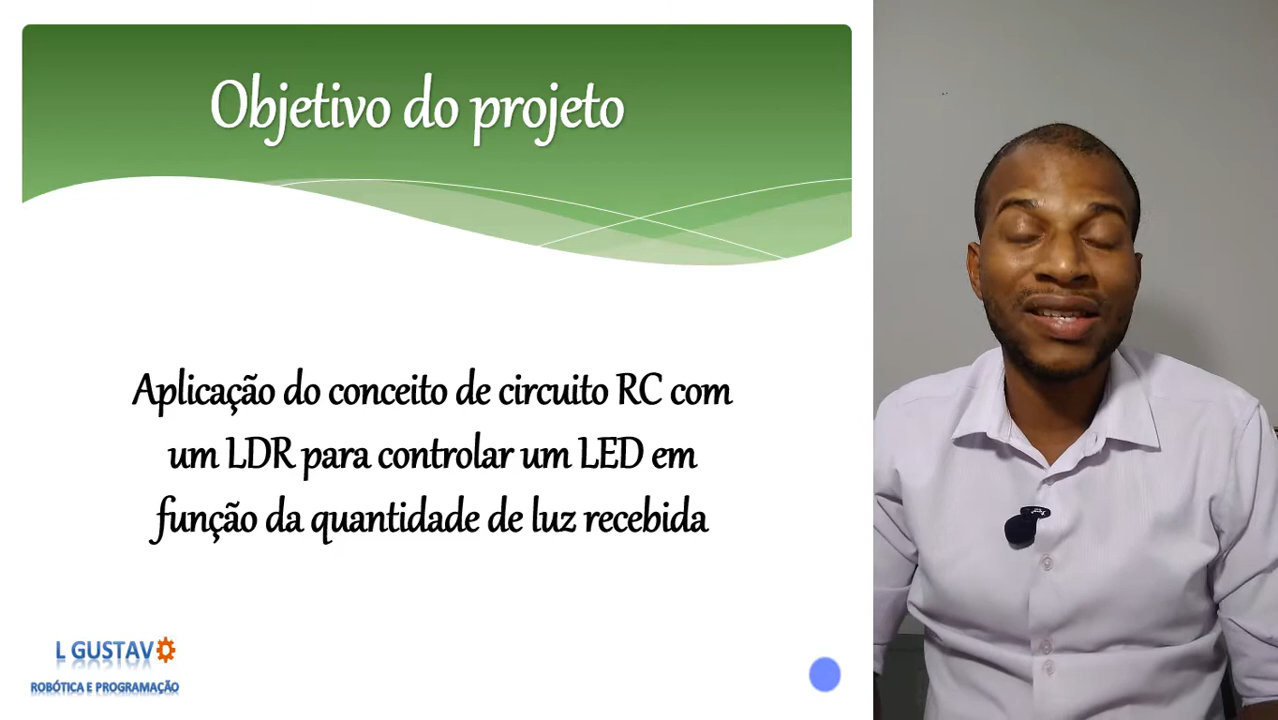 Objetivo do projeto
Aplicação do conceito de circuito RC com
um LDR para controlar um LED em
função da quantidade de luz recebida
L GUSTAVO
ROBÓTICA E PROGRAMAÇÃO